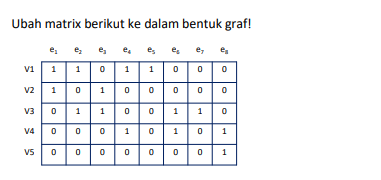 Ubah matrix berikut ke dalam bentuk graf!
e₁ e₂ e₃ e₄ e₅ e₆ e₇ e₈
V1 1 1 0 1 1 0 0 0
V2 1 0 1 0 0 0 0 0
V3 0 1 1 0 0 1 1 0
V4 0 0 0 1 0 1 0 1
V5 0 0 0 0 0 0 0 1